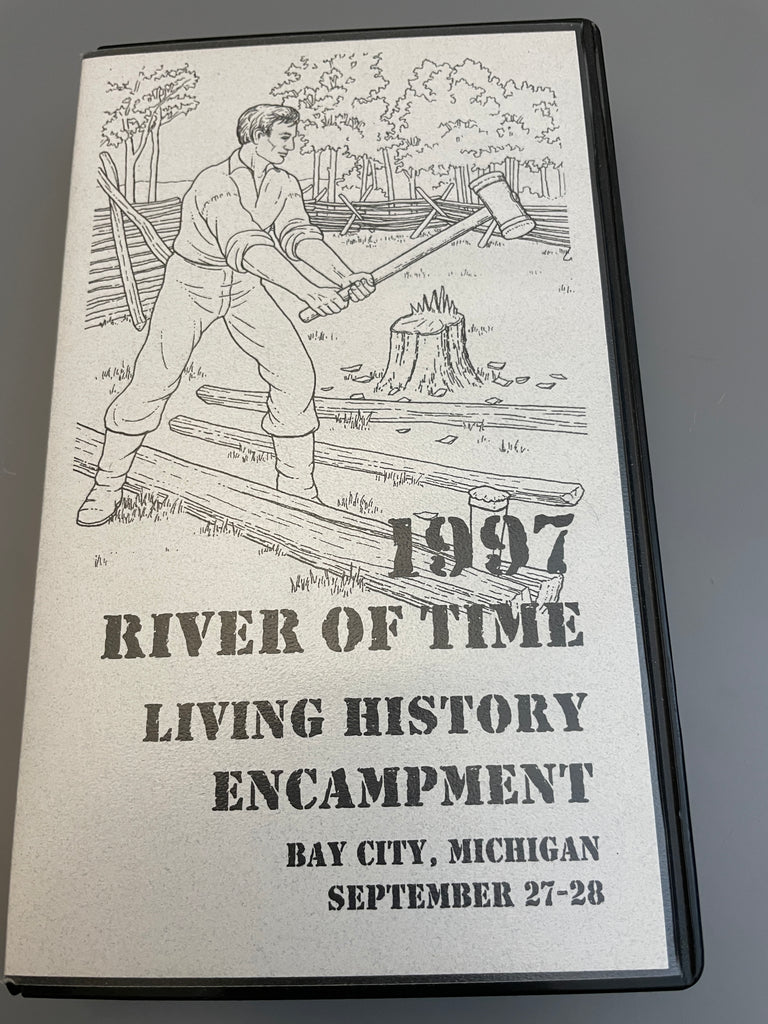 1997
RIVER OF TIME
LIVING HISTORY
ENCAMPMENT
BAY CITY, MICHIGAN
SEPTEMBER 27-28